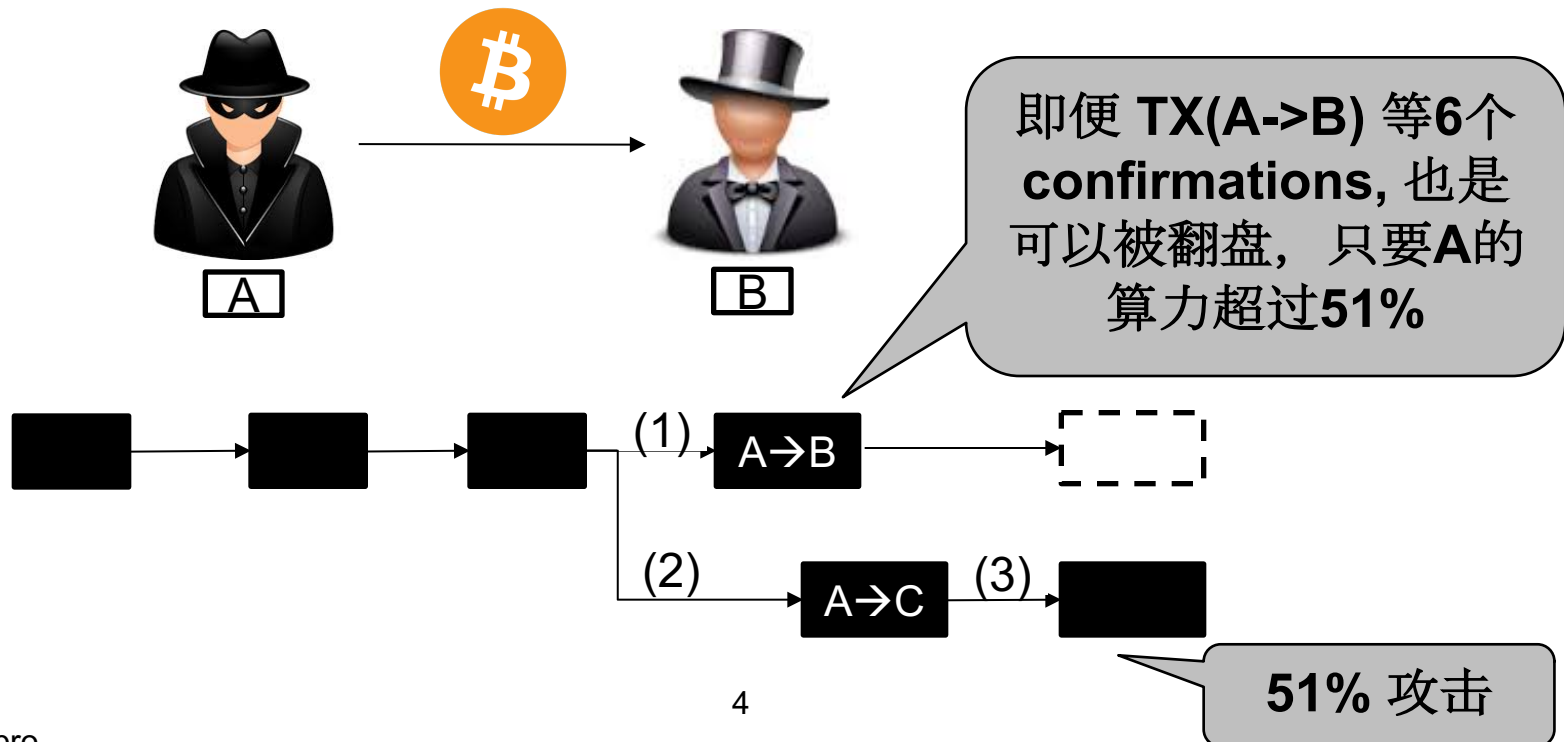 即便 TX(A->B) 等6个
confirmations, 也是
可以被翻盘，只要A的
算力超过51%
A
B
(1)
A→B
(2)
A→C
(3)
51% 攻击
4